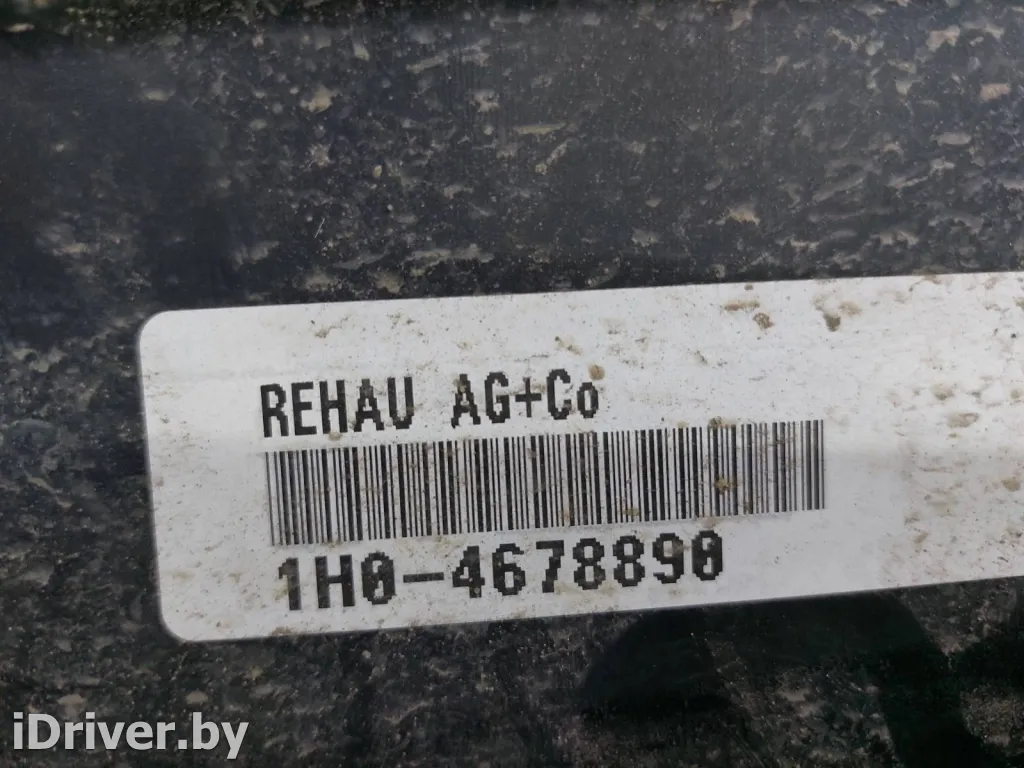 REHAU AG+Co
1H0-4678890
iDriver.by